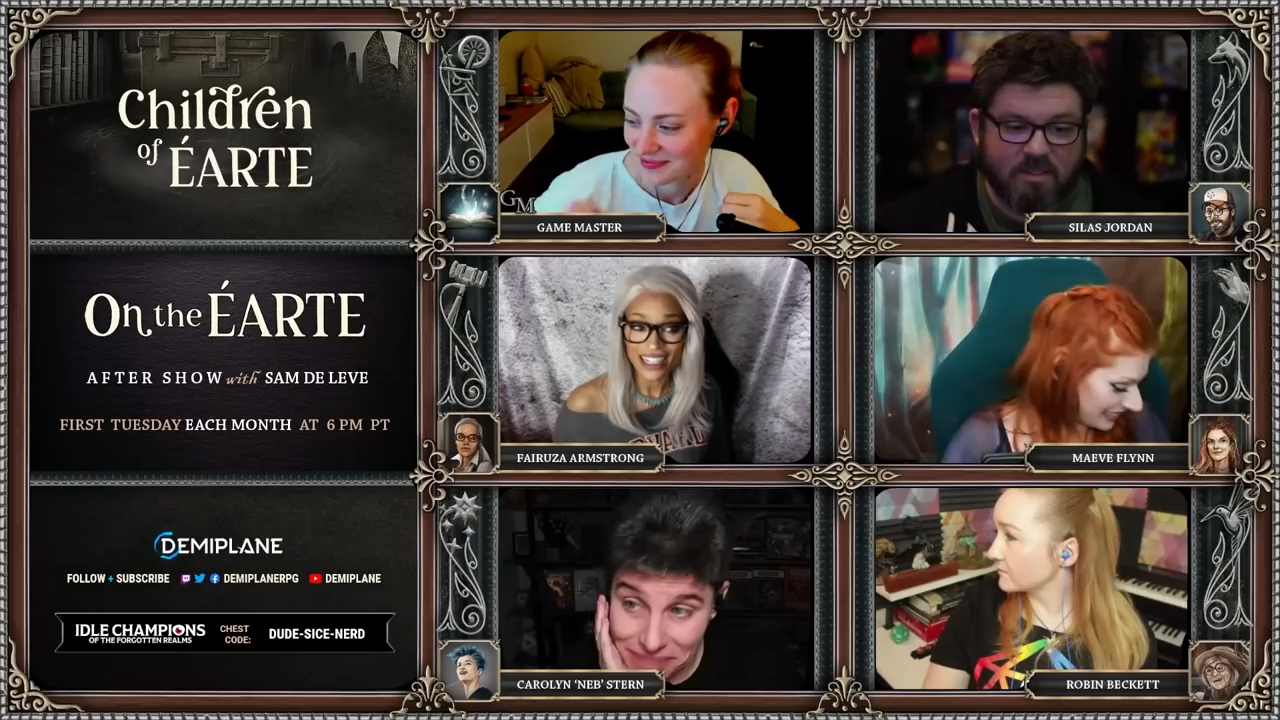 Children
of ÉARTE
On the ÉARTE
AFTER SHOW with SAM DE LEVE
FIRST TUESDAY EACH MONTH AT 6 PM PT
DEMIPLANE
FOLLOW + SUBSCRIBE DEMIPLANERPG DEMIPLANE
IDLE CHAMPIONS
OF THE FORGOTTEN REALMS
CHEST
CODE:
DUDE-SICE-NERD
GM
GAME MASTER
SILAS JORDAN
FAIRUZA ARMSTRONG
MAEVE FLYNN
CAROLYN ‘NEB’ STERN
ROBIN BECKETT